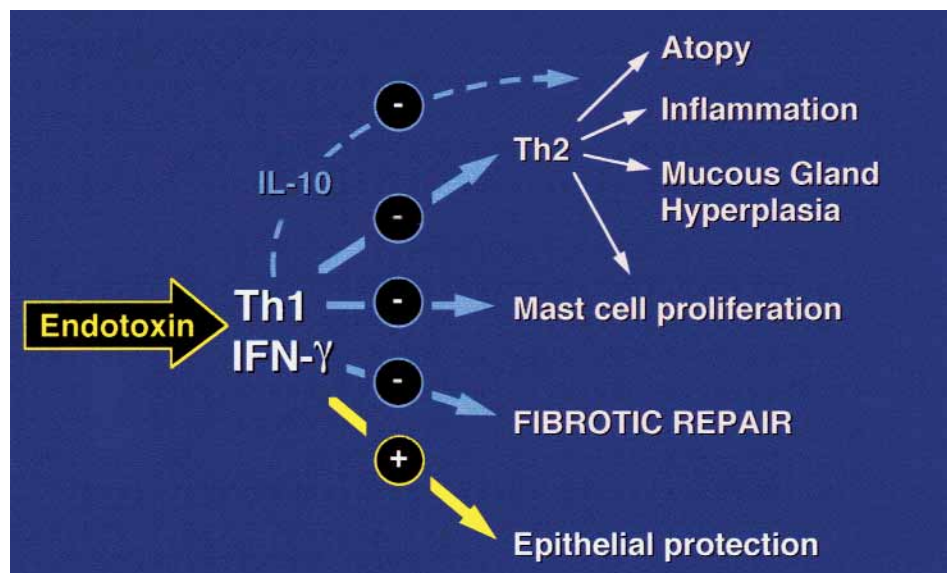 Atopy
Inflammation
Th2
Mucous Gland
Hyperplasia
IL-10
-
-
Endotoxin
Th1
IFN-γ
-
Mast cell proliferation
-
FIBROTIC REPAIR
+
Epithelial protection